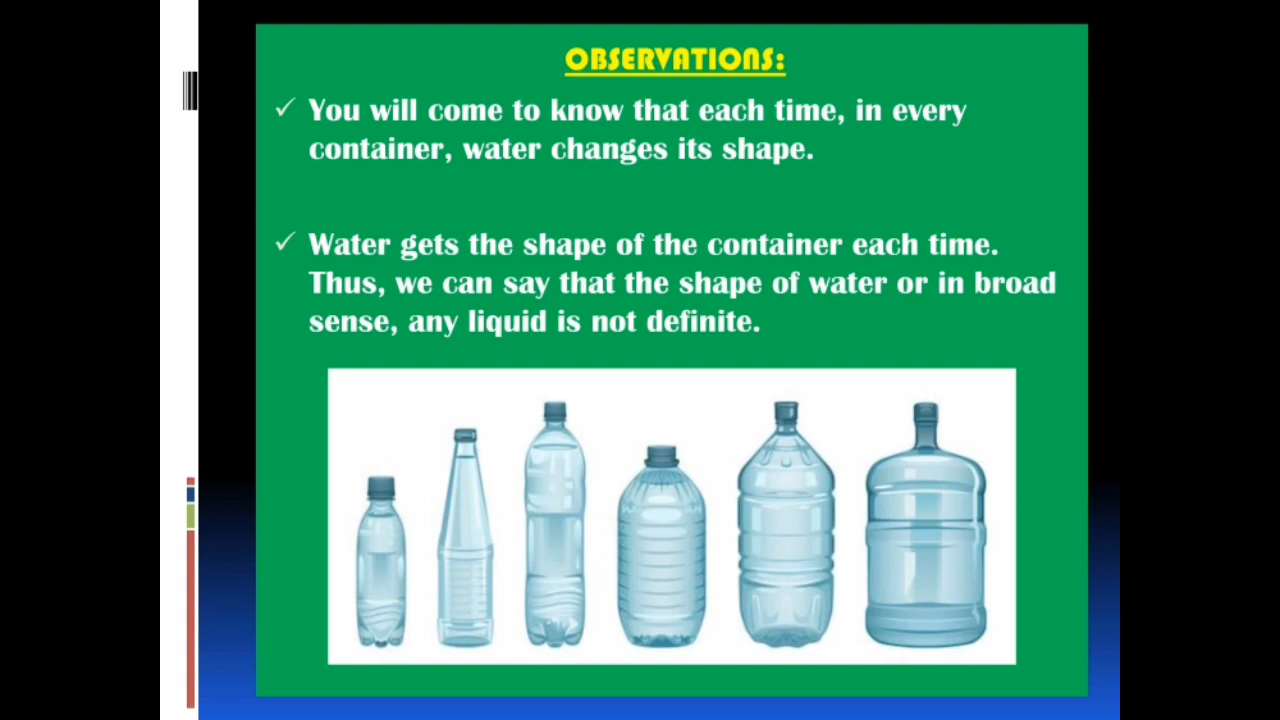 OBSERVATIONS:
✓ You will come to know that each time, in every
container, water changes its shape.
✓ Water gets the shape of the container each time.
Thus, we can say that the shape of water or in broad
sense, any liquid is not definite.